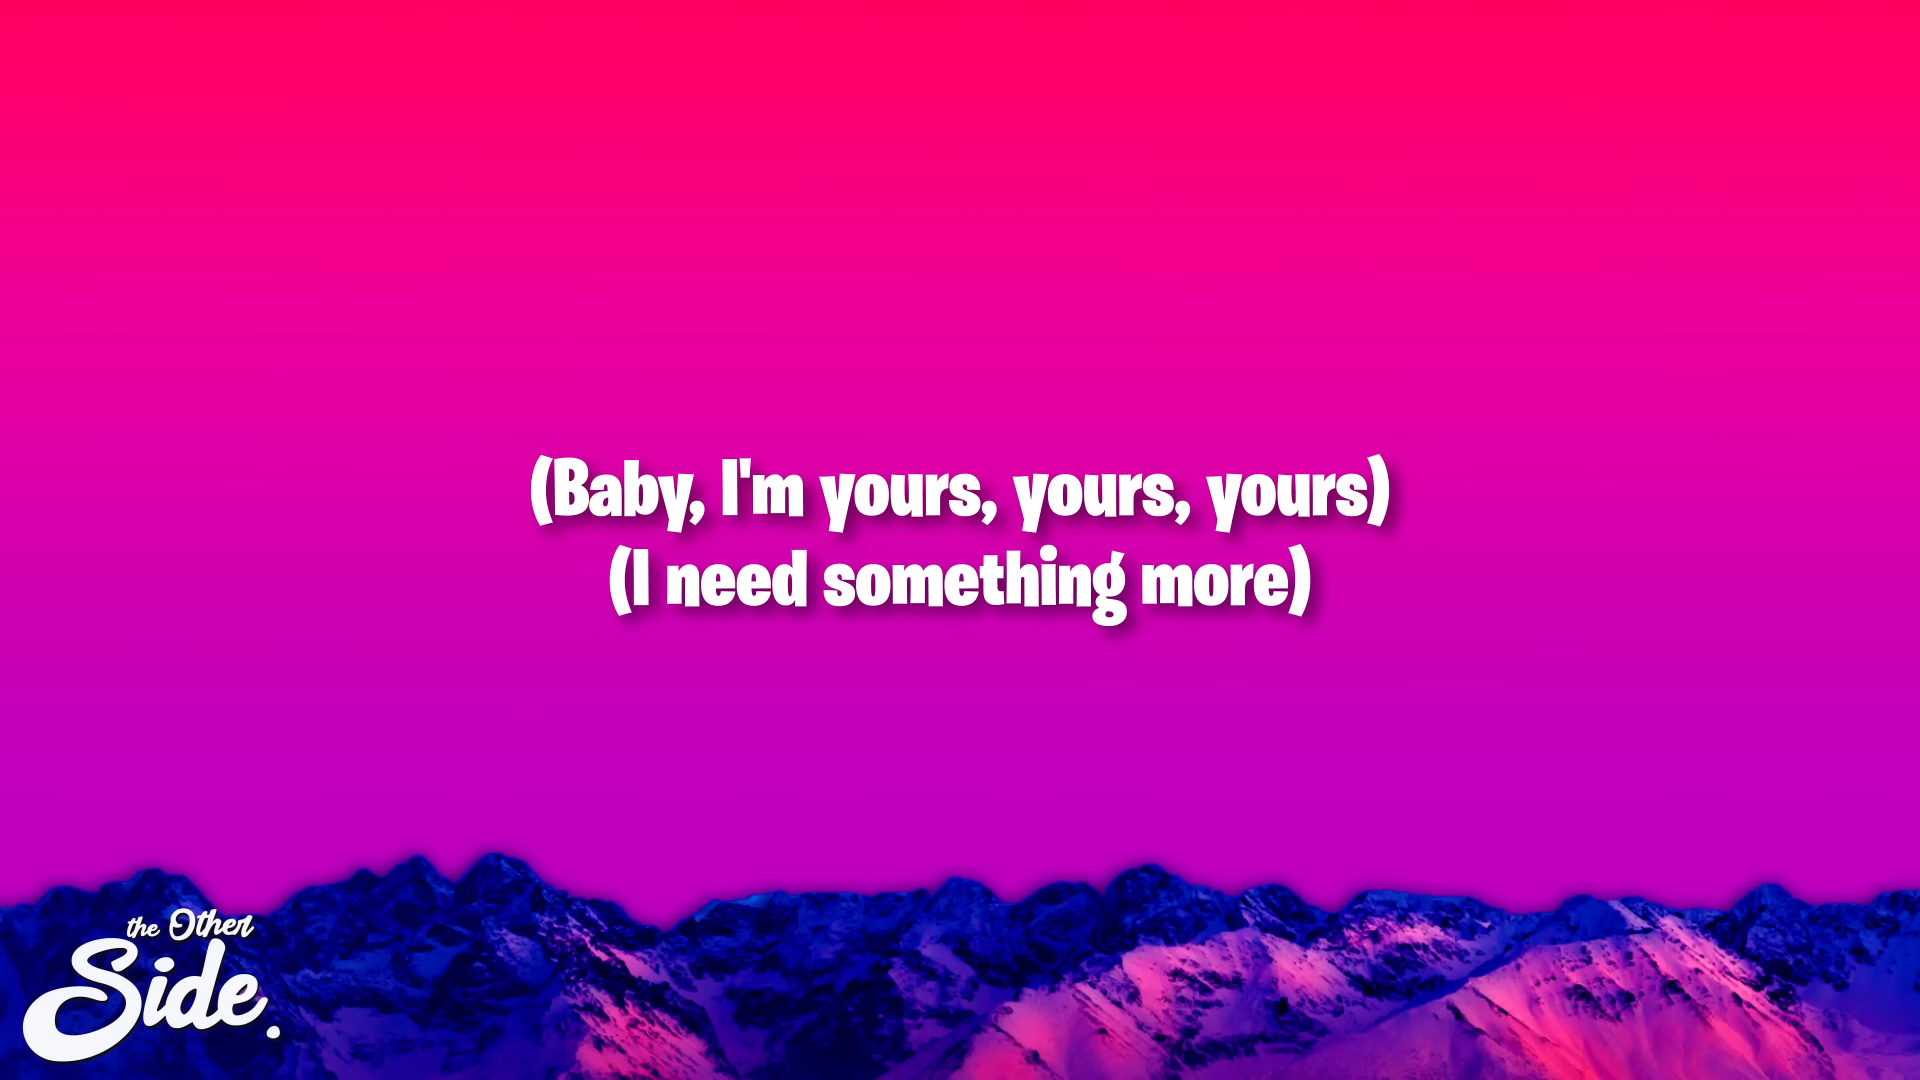 (Baby, I'm yours, yours, yours)
(I need something more)
the Other
Side.